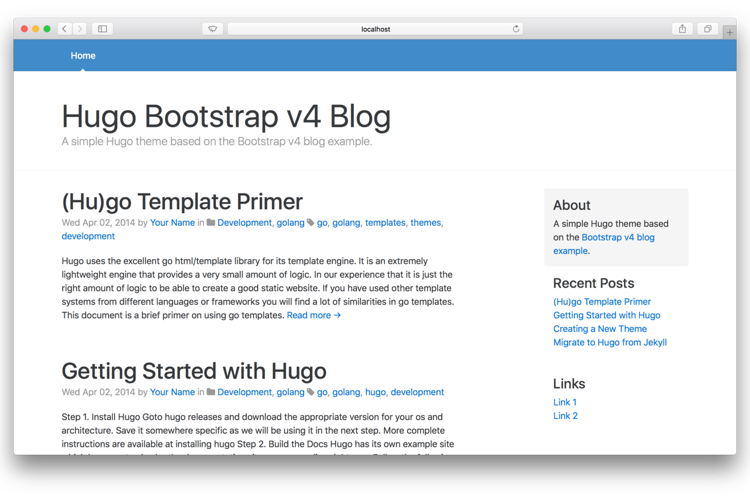 localhost
Home
Hugo Bootstrap v4 Blog
A simple Hugo theme based on the Bootstrap v4 blog example.
(Hu)go Template Primer
Wed Apr 02, 2014 by Your Name in Development, golang go, golang, templates, themes,
development
Hugo uses the excellent go html/template library for its template engine. It is an extremely
lightweight engine that provides a very small amount of logic. In our experience that it is just the
right amount of logic to be able to create a good static website. If you have used other template
systems from different languages or frameworks you will find a lot of similarities in go templates.
This document is a brief primer on using go templates. Read more →
Getting Started with Hugo
Wed Apr 02, 2014 by Your Name in Development, golang go, golang, hugo, development
Step 1. Install Hugo Goto hugo releases and download the appropriate version for your os and
architecture. Save it somewhere specific as we will be using it in the next step. More complete
instructions are available at installing hugo Step 2. Build the Docs Hugo has its own example site
About
A simple Hugo theme based
on the Bootstrap v4 blog
example.
Recent Posts
(Hu)go Template Primer
Getting Started with Hugo
Creating a New Theme
Migrate to Hugo from Jekyll
Links
Link 1
Link 2